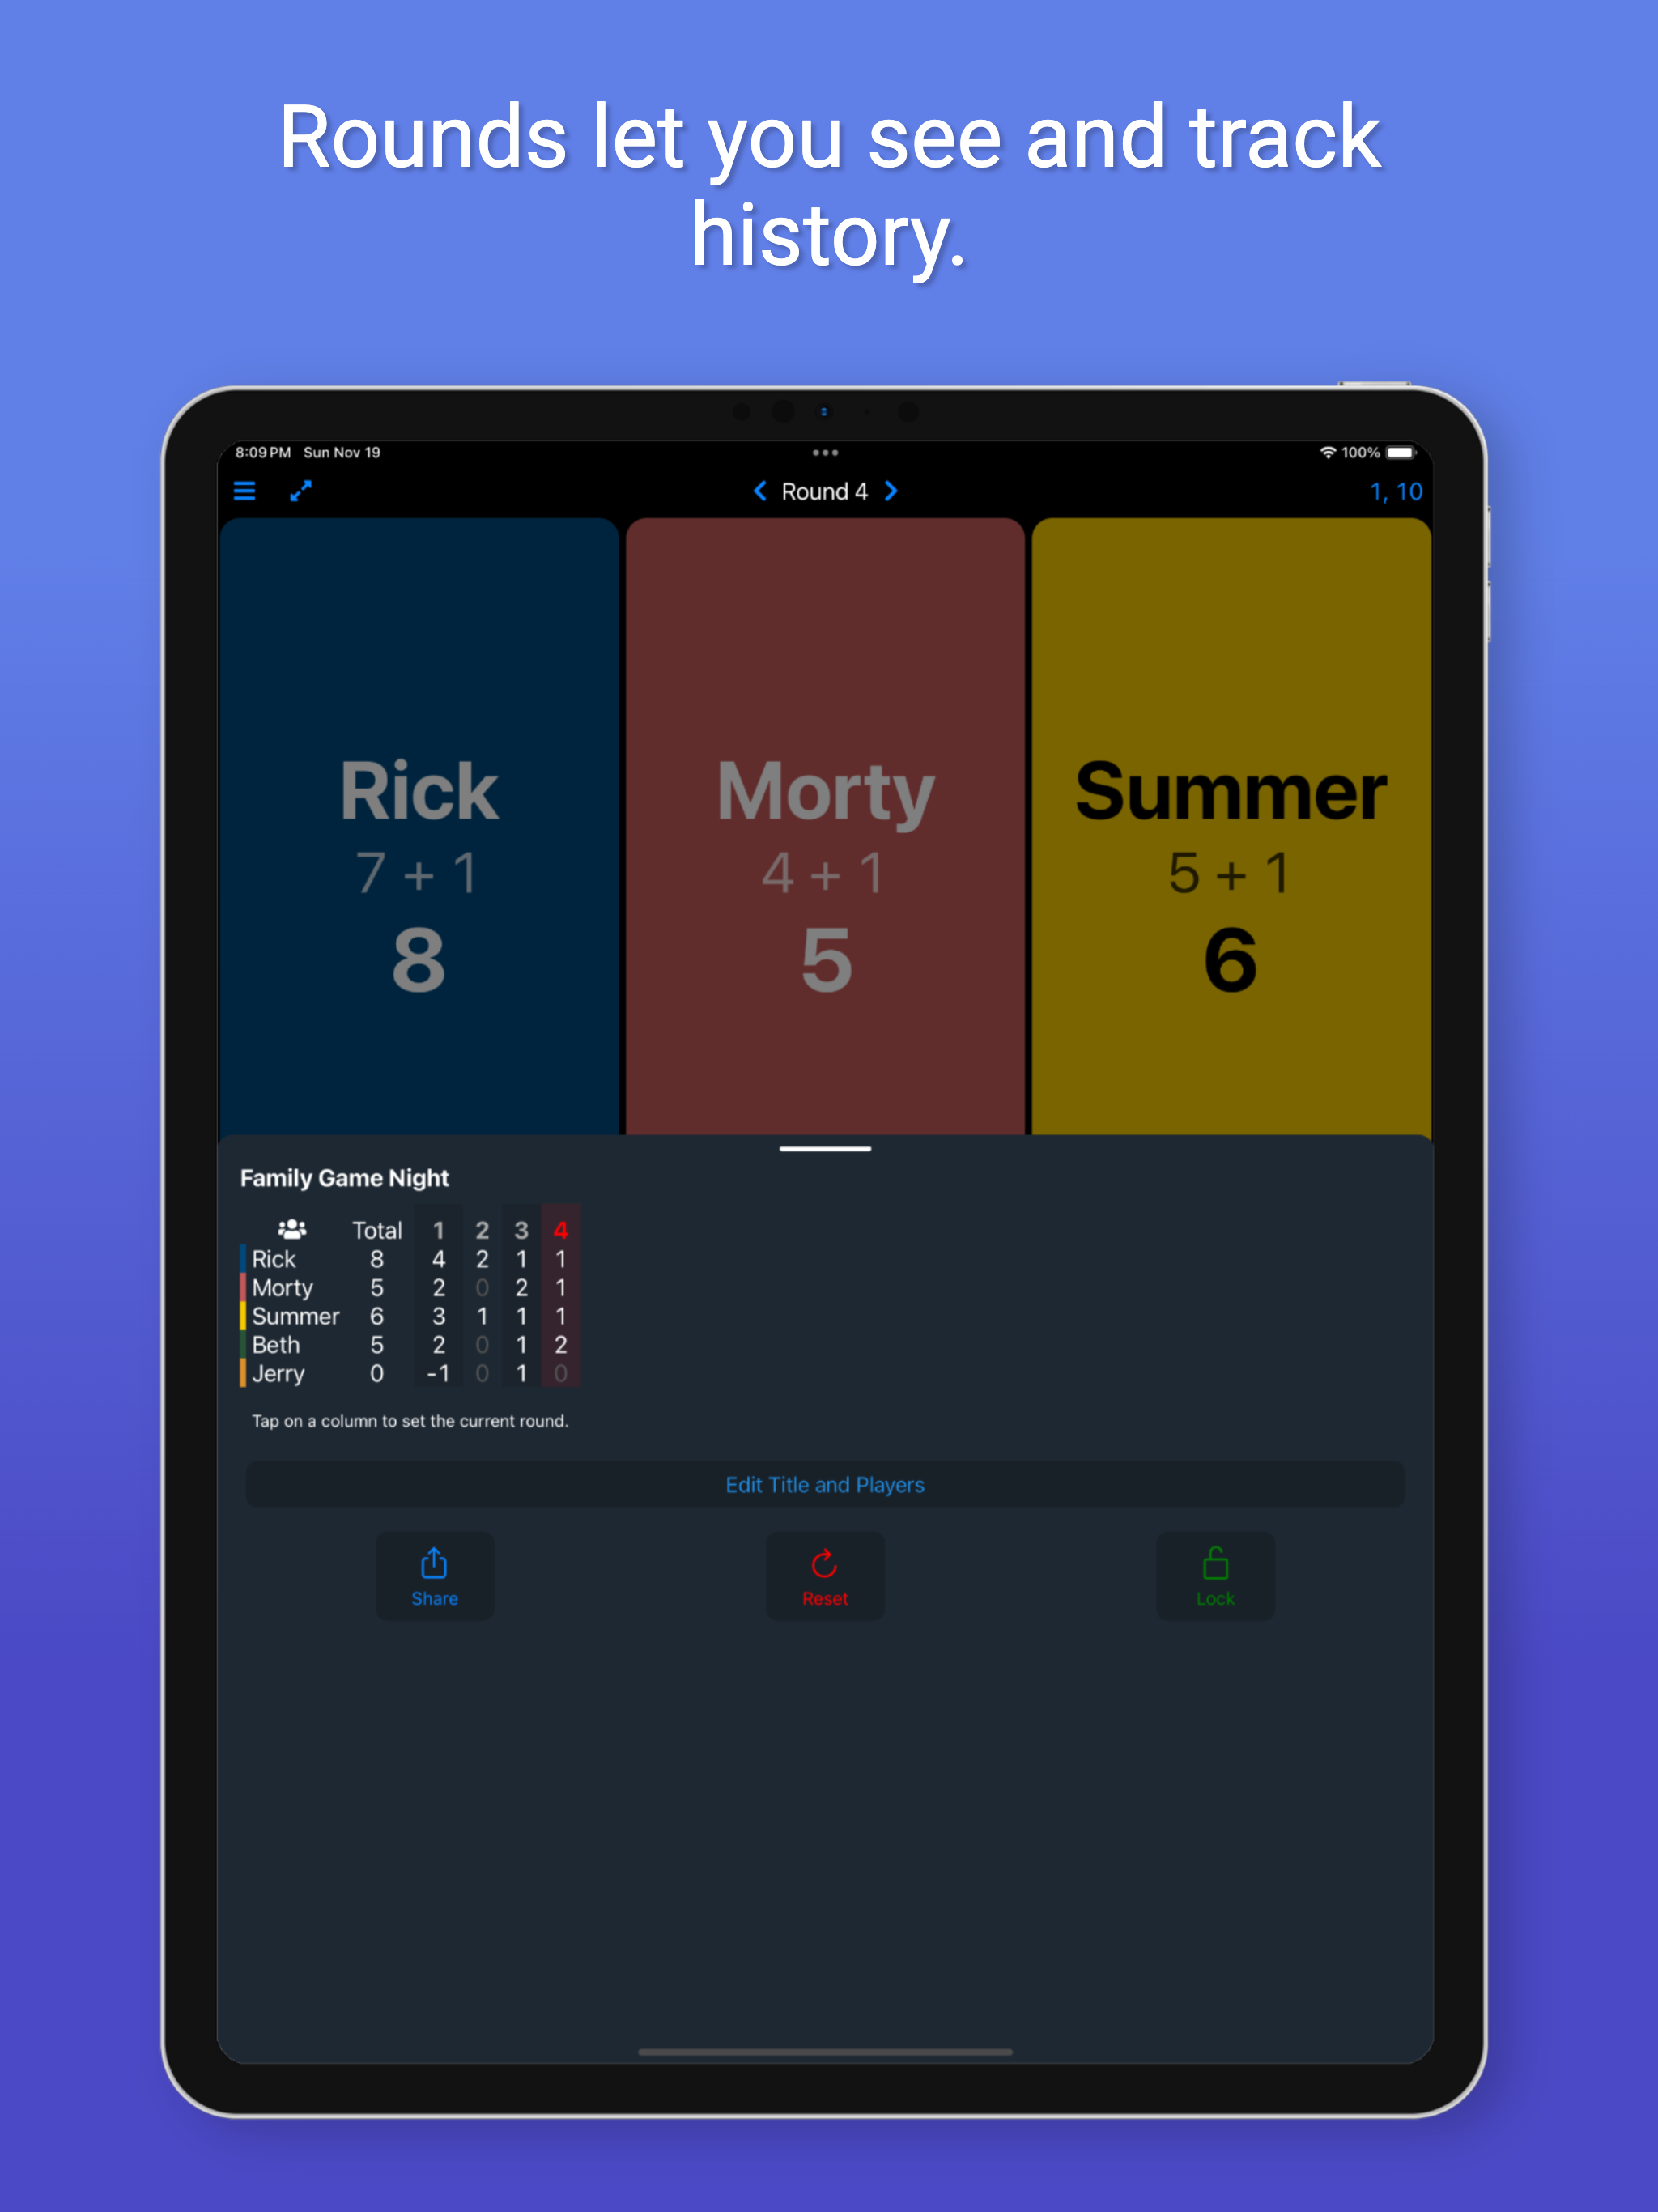 Rounds let you see and track
history.
8:09 PM Sun Nov 19
100%
Round 4
1, 10
Rick
7 + 1
8
Morty
4 + 1
5
Summer
5 + 1
6
Family Game Night
Total 1 2 3 4
Rick 8 4 2 1 1
Morty 5 2 0 2 1
Summer 6 3 1 1 1
Beth 5 2 0 1 2
Jerry 0 -1 0 1 0
Tap on a column to set the current round.
Edit Title and Players
Share
Reset
Lock